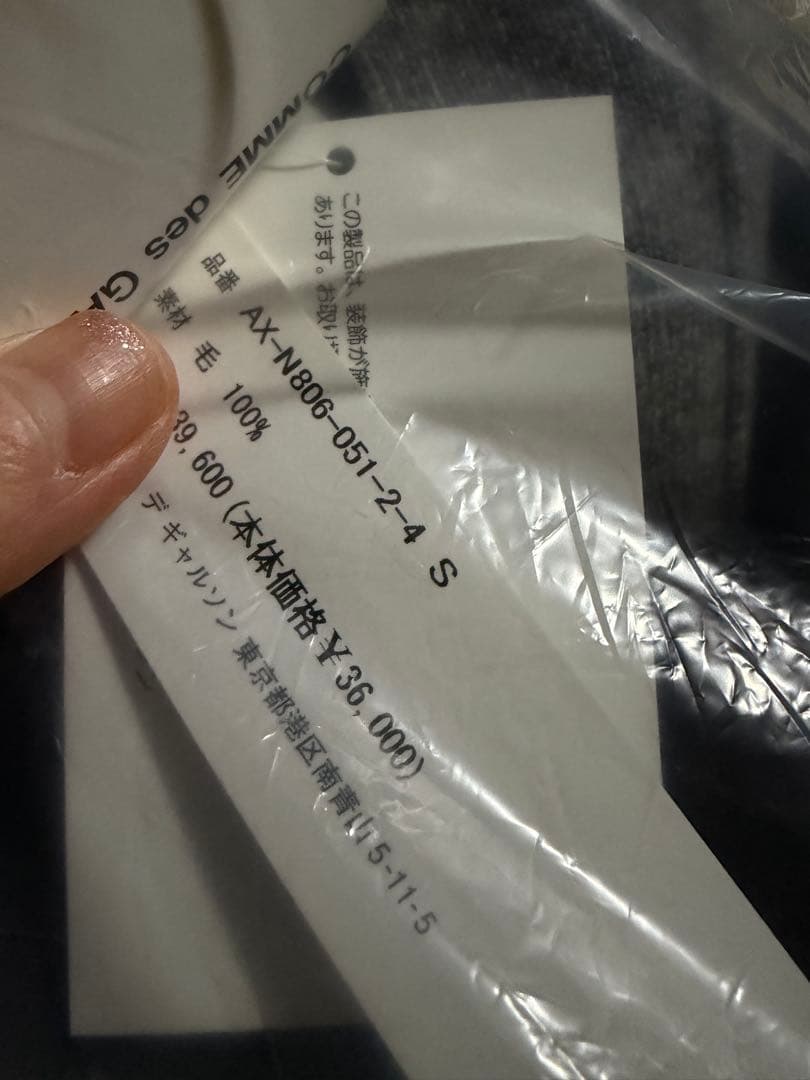 COMME des GA
この製品は、装飾が施
あります。お取り
品番 AX-N806-051-2-4 S
素材 毛 100%
39,600 (本体価格￥36,000)
デギャルソン 東京都港区南青山5-11-5